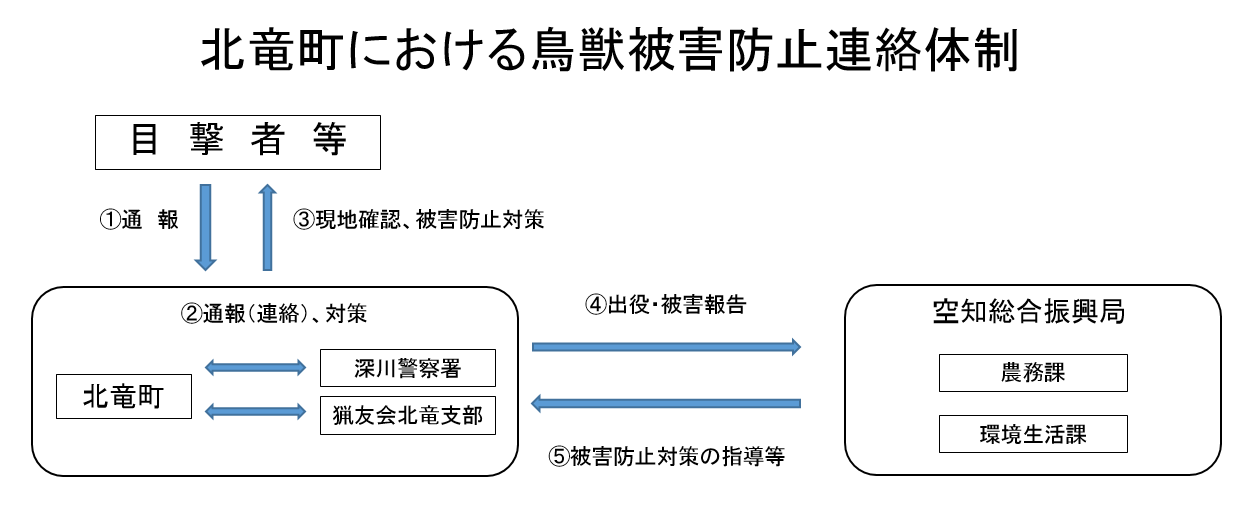 北竜町における鳥獣被害防止連絡体制
目　撃　者　等
①通　報
③現地確認、被害防止対策
②通報（連絡）、対策
北竜町
深川警察署
猟友会北竜支部
④出役・被害報告
⑤被害防止対策の指導等
空知総合振興局
農務課
環境生活課